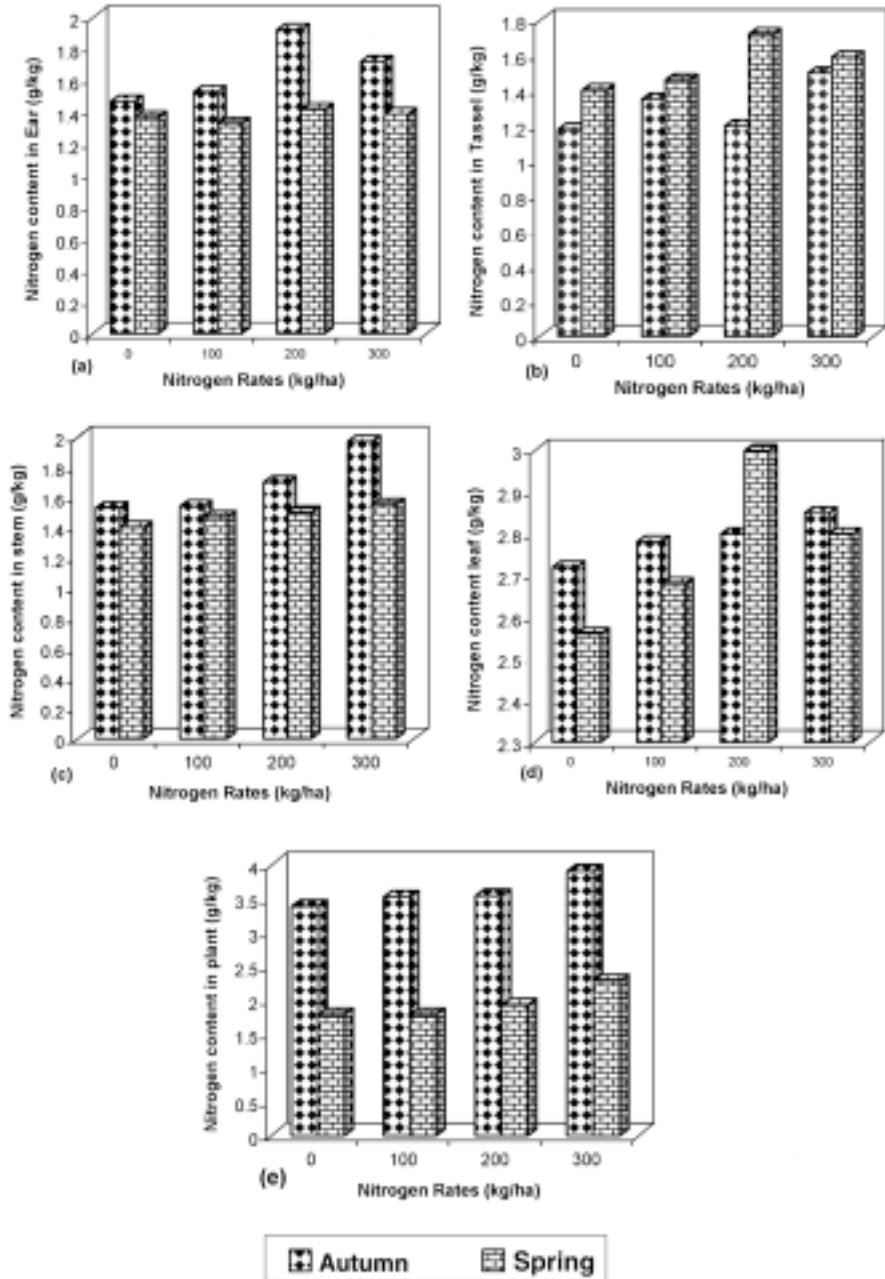 Nitrogen content in Ear (g/kg)
2
1.8
1.6
1.4
1.2
1
0.8
0.6
0.4
0.2
0
0 100 200 300
(a)
Nitrogen Rates (kg/ha)
Nitrogen content in Tassel (g/kg)
1.8
1.6
1.4
1.2
1
0.8
0.6
0.4
0.2
0
0 100 200 300
(b)
Nitrogen Rates (kg/ha)
Nitrogen content in stem (g/kg)
2
1.8
1.6
1.4
1.2
1
0.8
0.6
0.4
0.2
0
0 100 200 300
(c)
Nitrogen Rates (kg/ha)
Nitrogen content leaf (g/kg)
3
2.9
2.8
2.7
2.6
2.5
2.4
2.3
0 100 200 300
(d)
Nitrogen Rates (kg/ha)
Nitrogen content in plant (g/kg)
4
3.5
3
2.5
2
1.5
1
0.5
0
0 100 200 300
(e)
Nitrogen Rates (kg/ha)
Autumn Spring